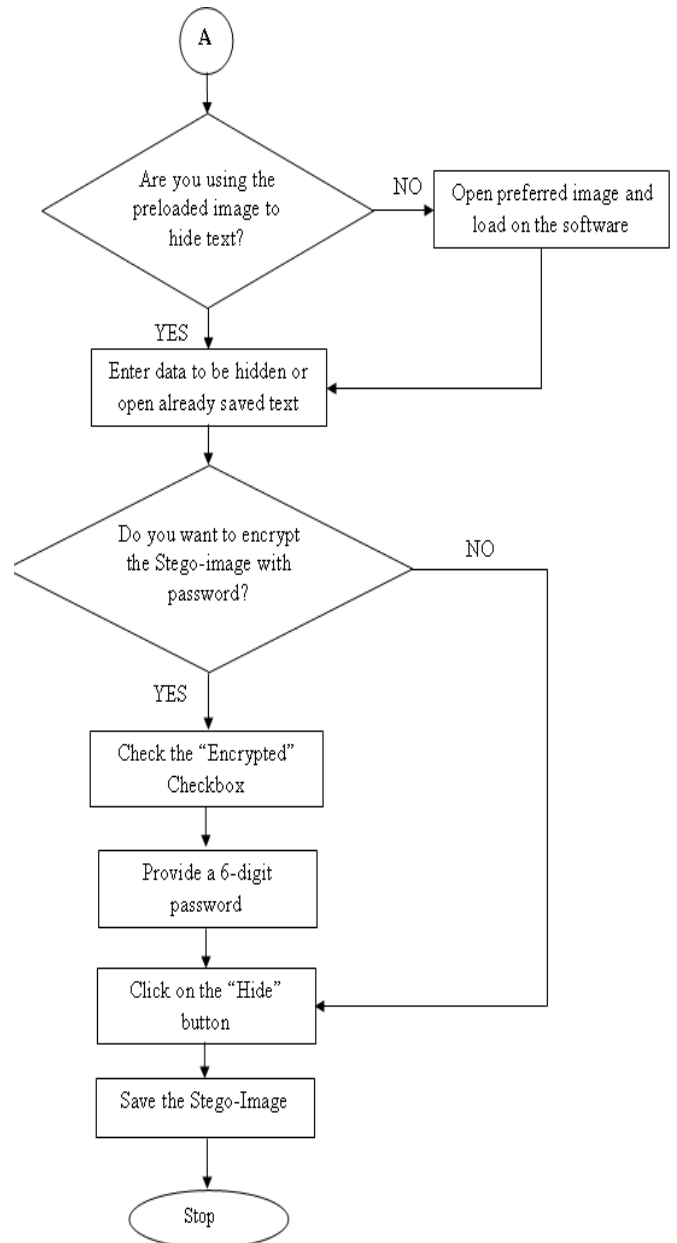 A
Are you using the
preloaded image to
hide text?
NO
Open preferred image and
load on the software
YES
Enter data to be hidden or
open already saved text
Do you want to encrypt
the Stego-image with
password?
NO
YES
Check the “Encrypted”
Checkbox
Provide a 6-digit
password
Click on the “Hide”
button
Save the Stego-Image
Stop